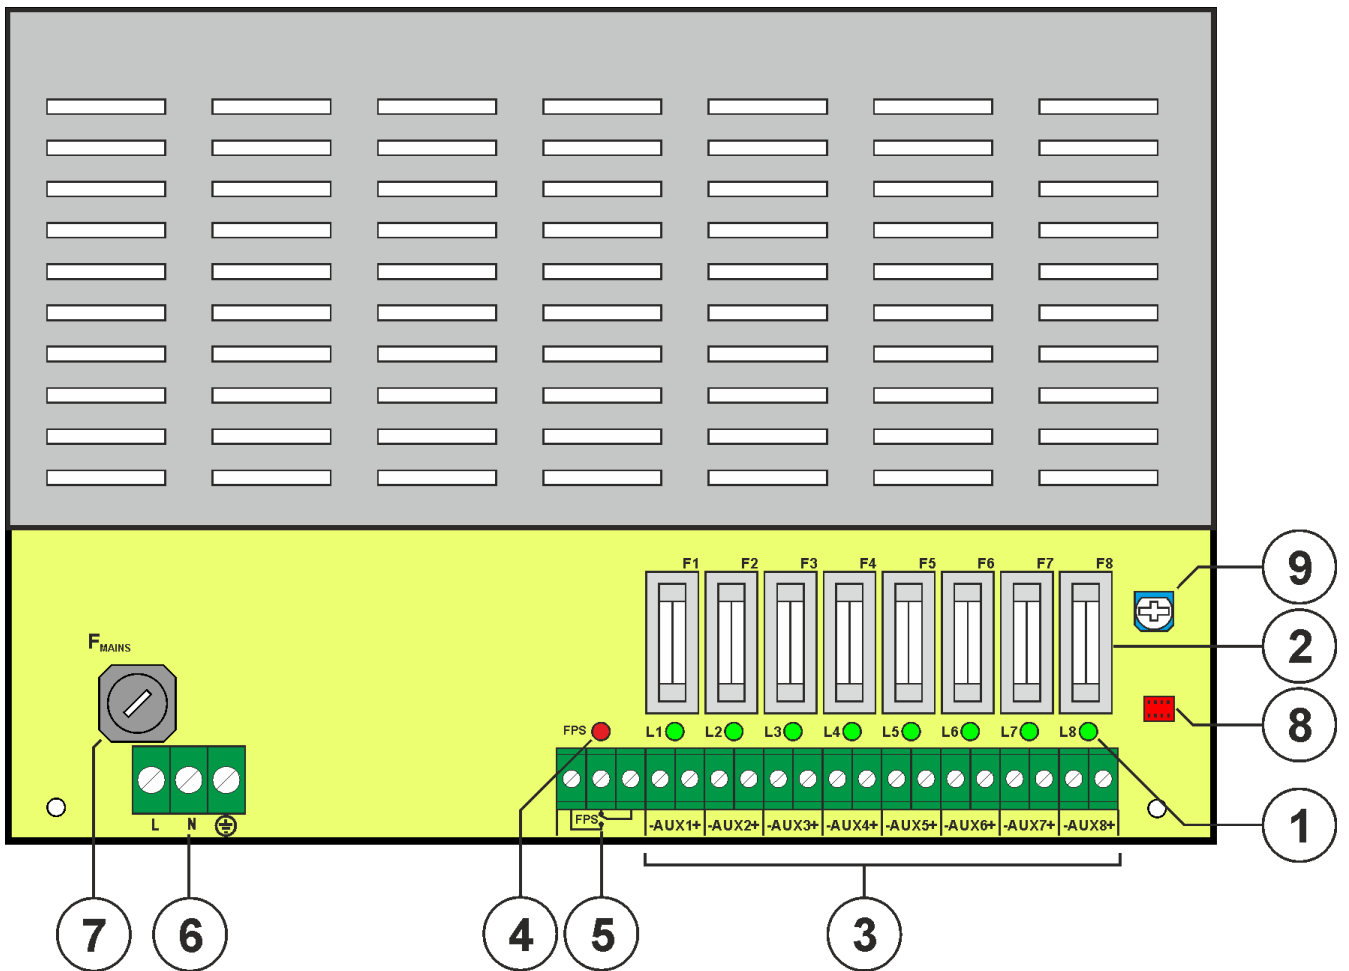 F1 F2 F3 F4 F5 F6 F7 F8
9
2
F MAINS
8
FPS L1 L2 L3 L4 L5 L6 L7 L8
L N
FPS -AUX1+ -AUX2+ -AUX3+ -AUX4+ -AUX5+ -AUX6+ -AUX7+ -AUX8+
1
7 6 4 5 3